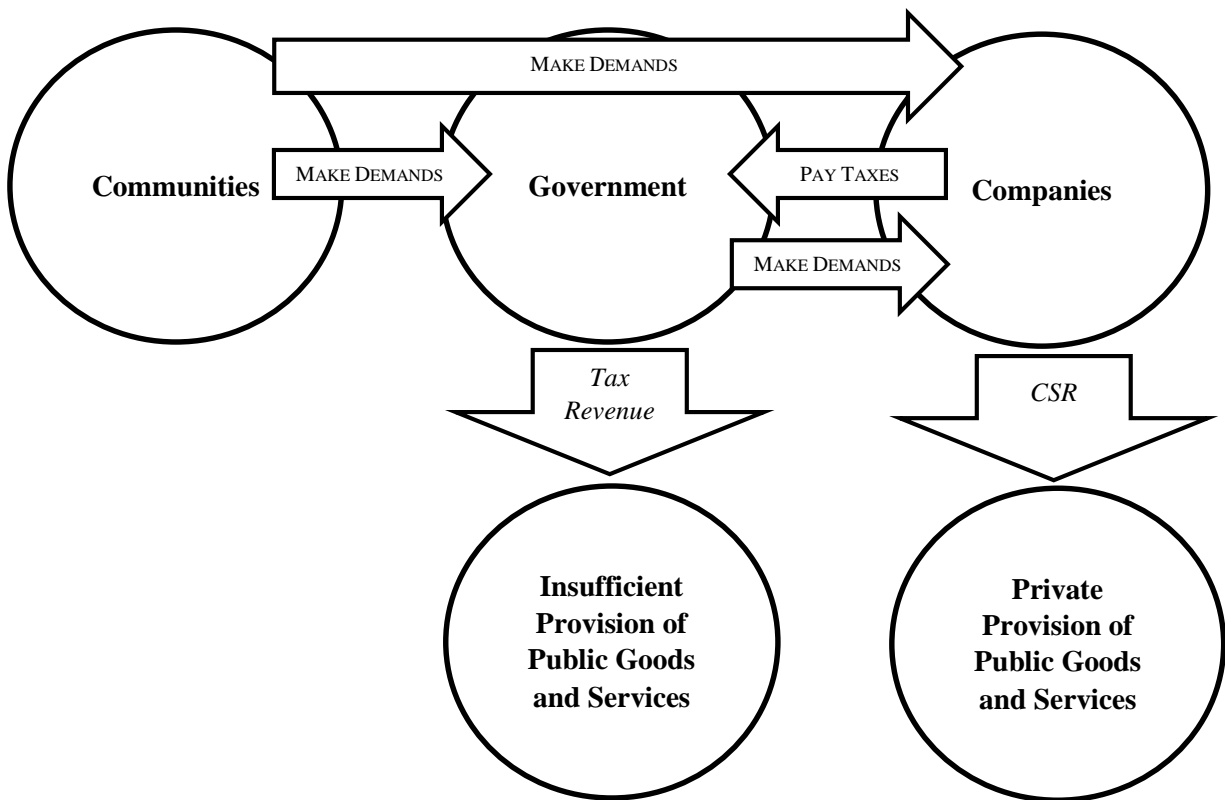 MAKE DEMANDS
Communities
MAKE DEMANDS
Government
PAY TAXES
Companies
MAKE DEMANDS
Tax
Revenue
CSR
Insufficient
Provision of
Public Goods
and Services
Private
Provision of
Public Goods
and Services